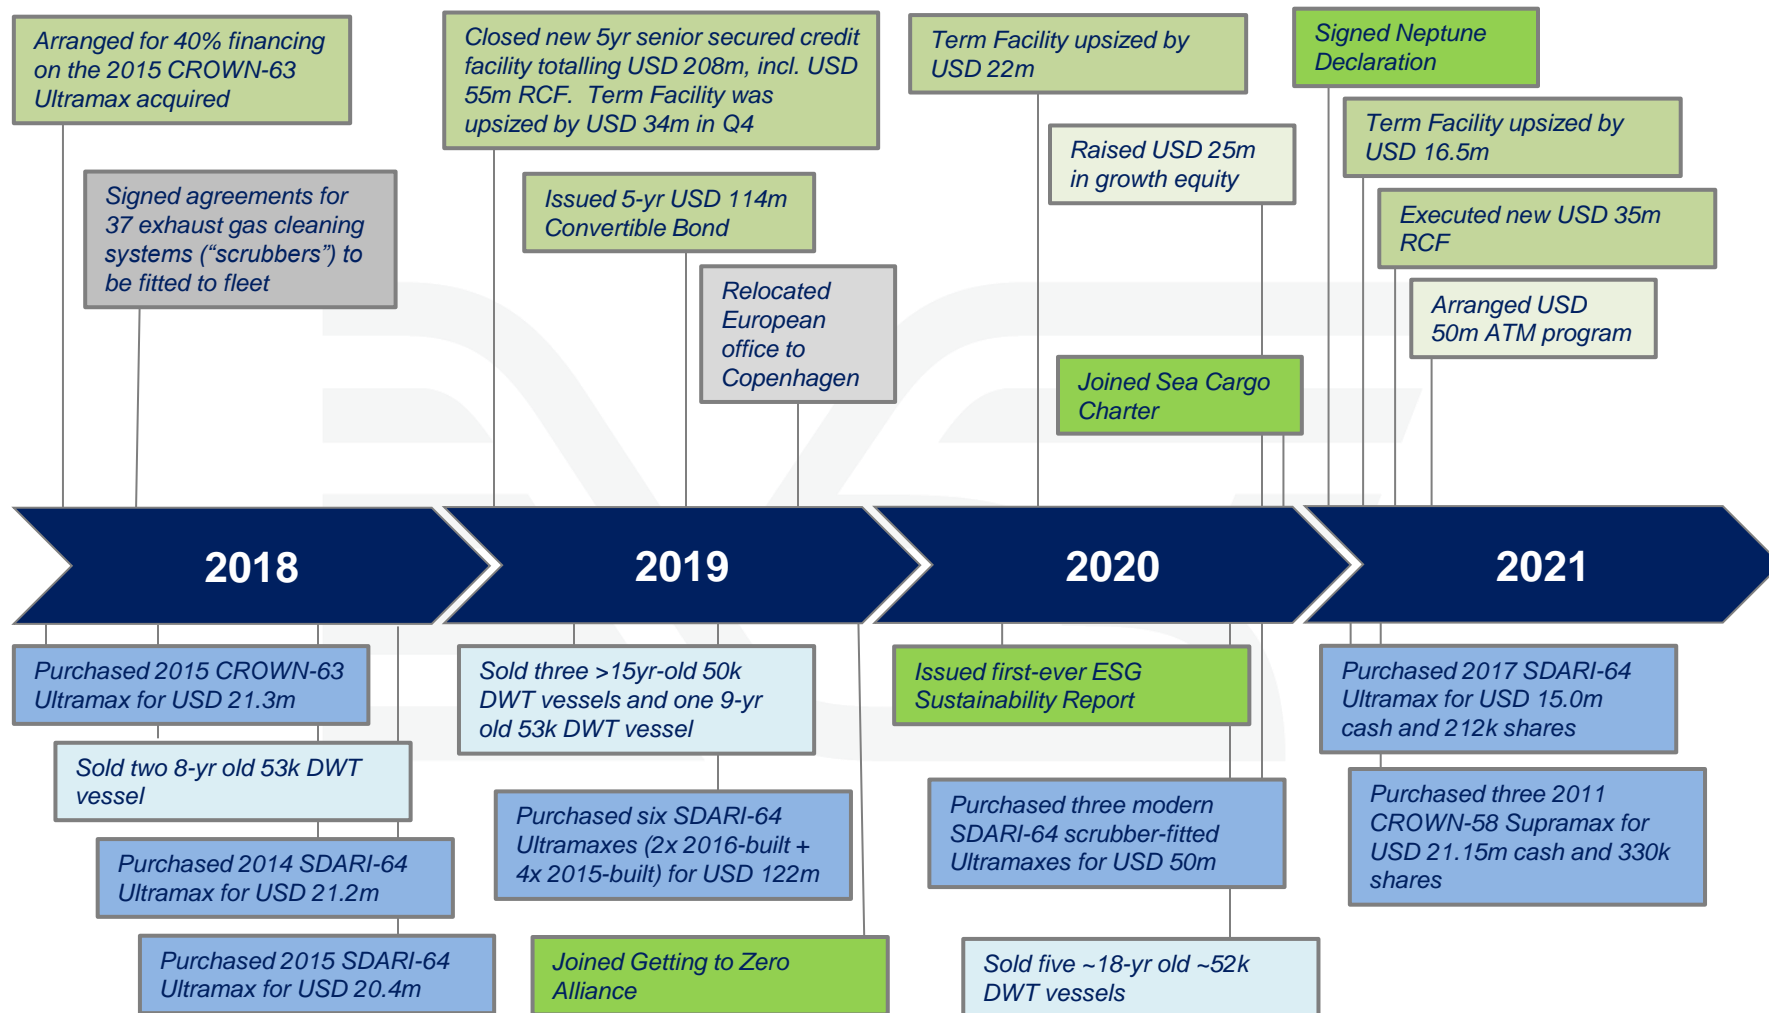 Arranged for 40% financing
on the 2015 CROWN-63
Ultramax acquired
Signed agreements for
37 exhaust gas cleaning
systems (“scrubbers”) to
be fitted to fleet
Closed new 5yr senior secured credit
facility totalling USD 208m, incl. USD
55m RCF.  Term Facility was
upsized by USD 34m in Q4
Issued 5-yr USD 114m
Convertible Bond
Relocated
European
office to
Copenhagen
Term Facility upsized by
USD 22m
Raised USD 25m
in growth equity
Joined Sea Cargo
Charter
Signed Neptune
Declaration
Term Facility upsized by
USD 16.5m
Executed new USD 35m
RCF
Arranged USD
50m ATM program
2018
2019
2020
2021
Purchased 2015 CROWN-63
Ultramax for USD 21.3m
Sold two 8-yr old 53k DWT
vessel
Purchased 2014 SDARI-64
Ultramax for USD 21.2m
Purchased 2015 SDARI-64
Ultramax for USD 20.4m
Sold three >15yr-old 50k
DWT vessels and one 9-yr
old 53k DWT vessel
Purchased six SDARI-64
Ultramaxes (2x 2016-built +
4x 2015-built) for USD 122m
Joined Getting to Zero
Alliance
Issued first-ever ESG
Sustainability Report
Purchased three modern
SDARI-64 scrubber-fitted
Ultramaxes for USD 50m
Sold five ~18-yr old ~52k
DWT vessels
Purchased 2017 SDARI-64
Ultramax for USD 15.0m
cash and 212k shares
Purchased three 2011
CROWN-58 Supramax for
USD 21.15m cash and 330k
shares